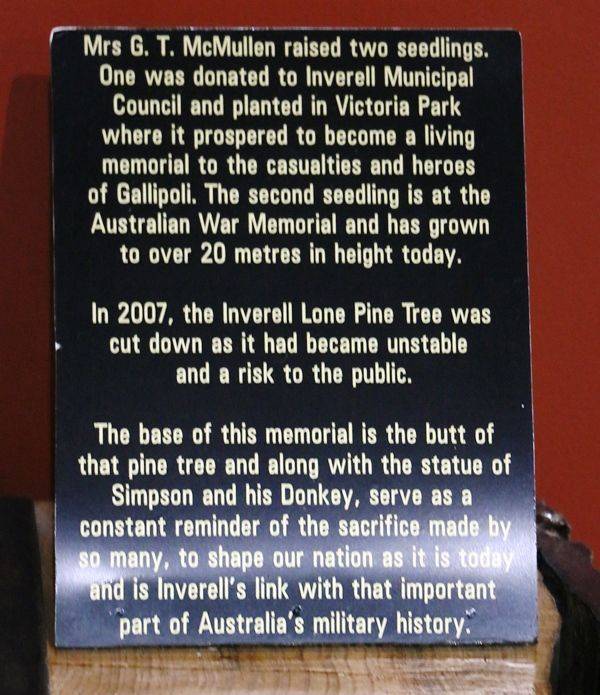 Mrs G. T. McMullen raised two seedlings.
One was donated to Inverell Municipal
Council and planted in Victoria Park
where it prospered to become a living
memorial to the casualties and heroes
of Gallipoli. The second seedling is at the
Australian War Memorial and has grown
to over 20 metres in height today.
In 2007, the Inverell Lone Pine Tree was
cut down as it had became unstable
and a risk to the public.
The base of this memorial is the butt of
that pine tree and along with the statue of
Simpson and his Donkey, serve as a
constant reminder of the sacrifice made by
so many, to shape our nation as it is today
and is Inverell's link with that important
part of Australia's military history.